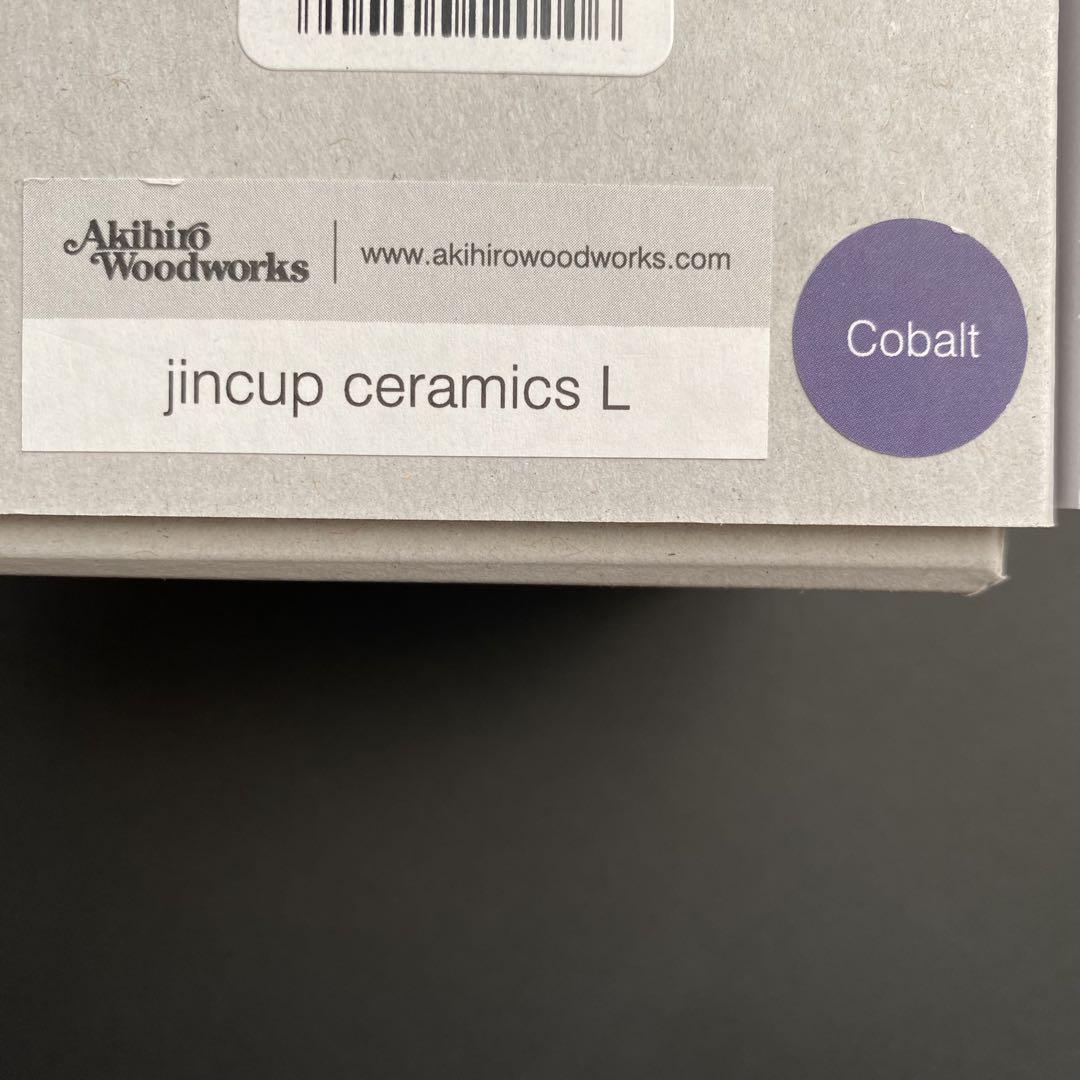 Akihiro
Woodworks
www.akihirowoodworks.com
jincup ceramics L
Cobalt